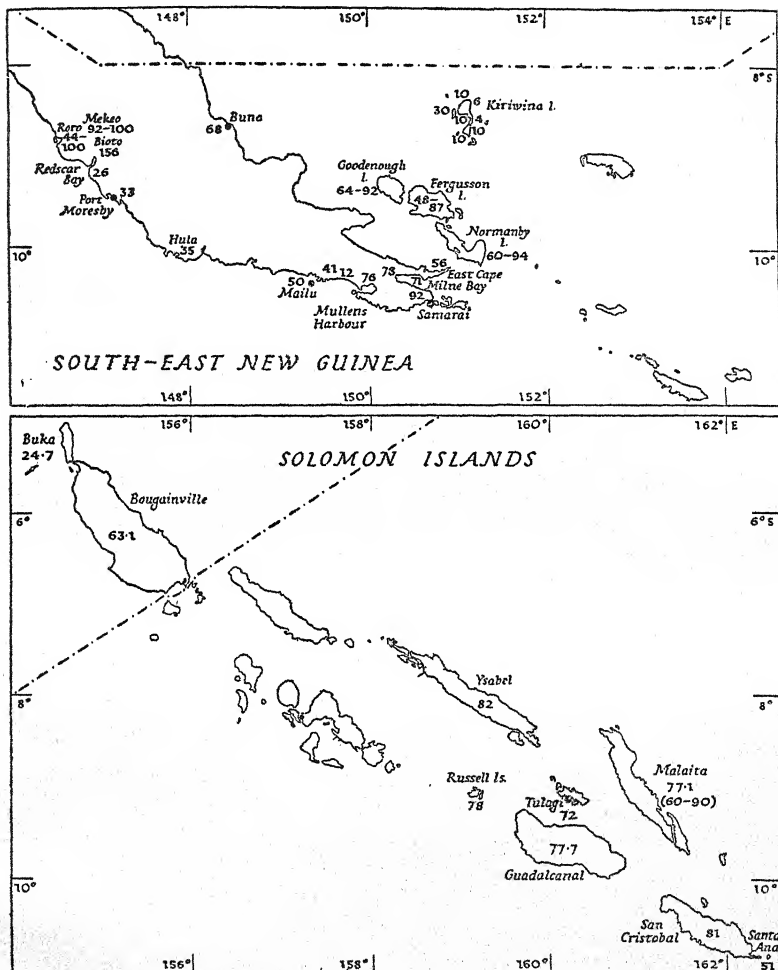 148°
150°
152°
154° E
8° S
10
6
30
Kiriwina I.
10
4
10
10
Mekeo
Roro 92-100
44-
100
Bioto
156
68
Buna
Redscar
Bay
26
Goodenough
I.
64-92
Fergusson
I.
48-
87
Port
Moresby
33
Normanby
I.
60-94
10°
Hula
35
10°
41
12
76
73
56
East Cape
50
Mailu
71
Milne Bay
Mullens
Harbour
92
Samarai
SOUTH-EAST NEW GUINEA
148°
150°
152°
156°
158°
160°
162° E
Buka
24·7
SOLOMON ISLANDS
Bougainville
6°
63·1
6° S
8°
Ysabel
82
8°
Russell Is.
78
Tulagi
72
Malaita
77·1
(60-90)
77·7
Guadalcanal
10°
10°
San
Cristobal
81
Santa
Ana
156°
158°
160°
162°